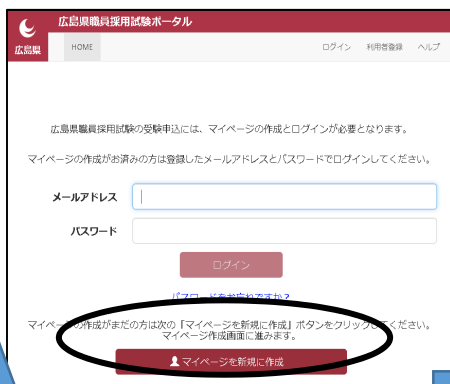 広島県職員採用試験ポータル
広島県
HOME
ログイン 利用者登録 ヘルプ
広島県職員採用試験の受験申込には、マイページの作成とログインが必要となります。
マイページの作成がお済みの方は登録したメールアドレスとパスワードでログインしてください。
メールアドレス
パスワード
ログイン
パスワードをお忘れですか?
マイページの作成がまだの方は次の「マイページを新規に作成」ボタンをクリックしてください。
マイページ作成画面に進みます。
マイページを新規に作成